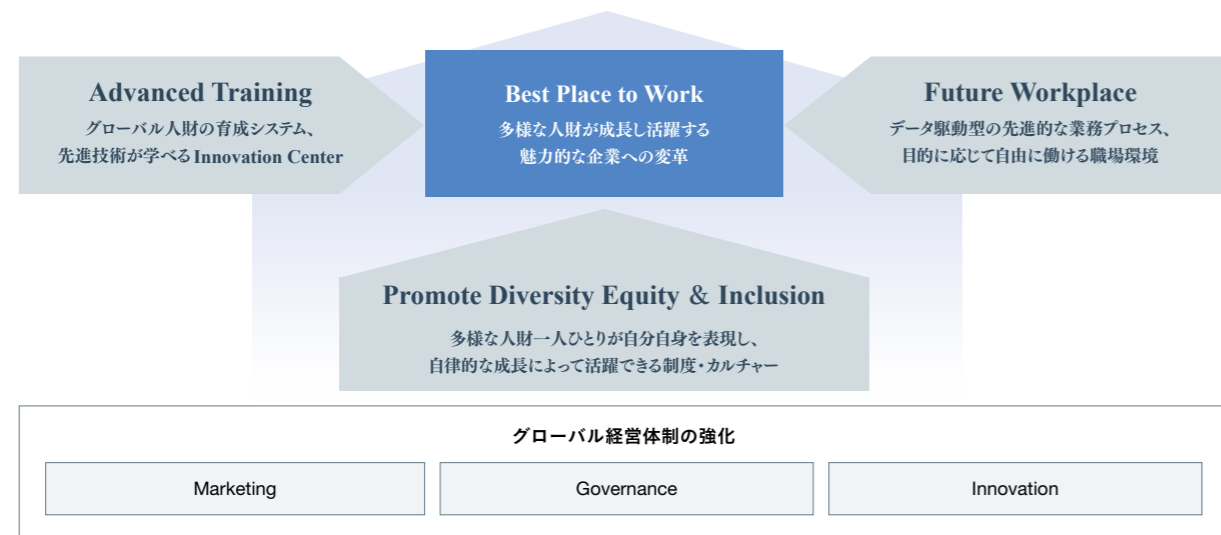 Advanced Training
グローバル人財の育成システム、
先進技術が学べるInnovation Center
Best Place to Work
多様な人財が成長し活躍する
魅力的な企業への変革
Future Workplace
データ駆動型の先進的な業務プロセス、
目的に応じて自由に働ける職場環境
Promote Diversity Equity & Inclusion
多様な人財一人ひとりが自分自身を表現し、
自律的な成長によって活躍できる制度・カルチャー
グローバル経営体制の強化
Marketing
Governance
Innovation